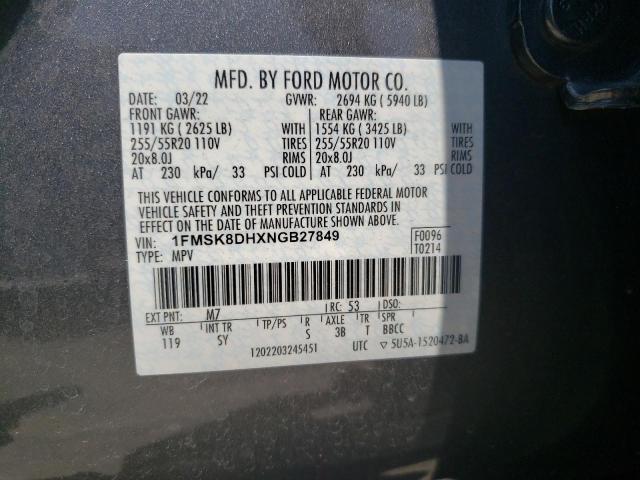 MFD. BY FORD MOTOR CO.
DATE: 03/22 GVWR: 2694 KG ( 5940 LB)
FRONT GAWR: REAR GAWR:
1191 KG ( 2625 LB) WITH 1554 KG ( 3425 LB) WITH
255/55R20 110V TIRES 255/55R20 110V TIRES
20x8.0J RIMS 20x8.0J RIMS
AT 230 kPa/ 33 PSI COLD AT 230 kPa/ 33 PSI COLD
THIS VEHICLE CONFORMS TO ALL APPLICABLE FEDERAL MOTOR
VEHICLE SAFETY AND THEFT PREVENTION STANDARDS IN
EFFECT ON THE DATE OF MANUFACTURE SHOWN ABOVE.
VIN: 1FMSK8DHXNGB27849 F0096
TYPE: MPV T0214
EXT PNT: M7 RC: 53 DSO:
WB INT TR TP/PS R AXLE TR SPR
119 SY S 3B T BBCC
1202203245451 UTC ▽ 5U5A-1520472-BA